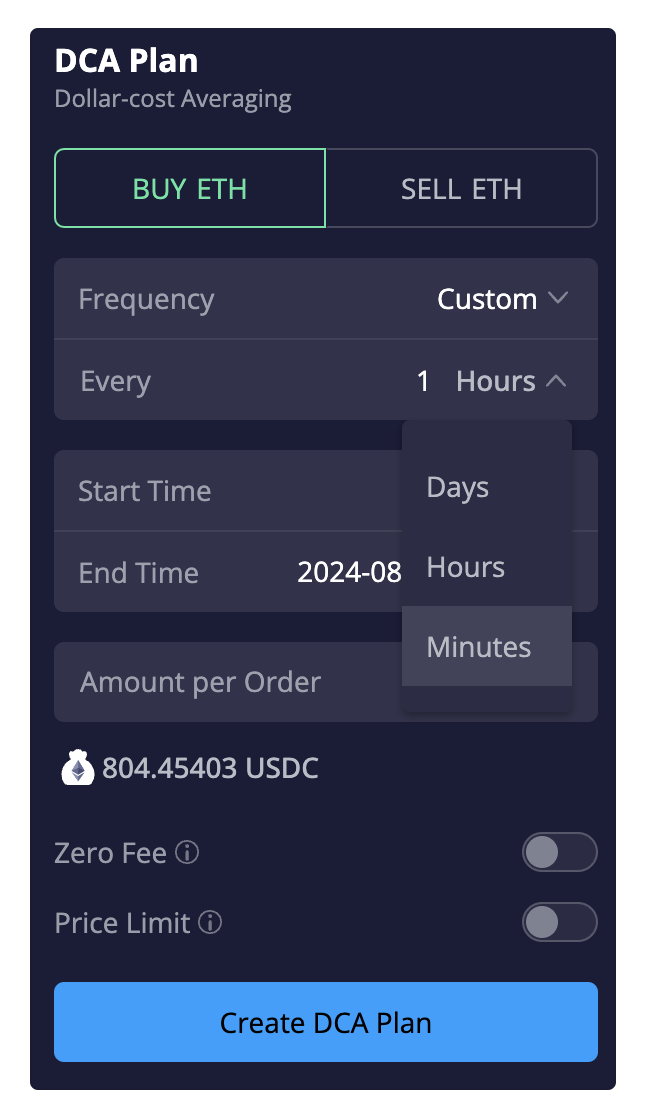 DCA Plan
Dollar-cost Averaging
BUY ETH SELL ETH
Frequency Custom
Every 1 Hours
Start Time
Days
End Time 2024-08
Hours
Minutes
Amount per Order
804.45403 USDC
Zero Fee
Price Limit
Create DCA Plan